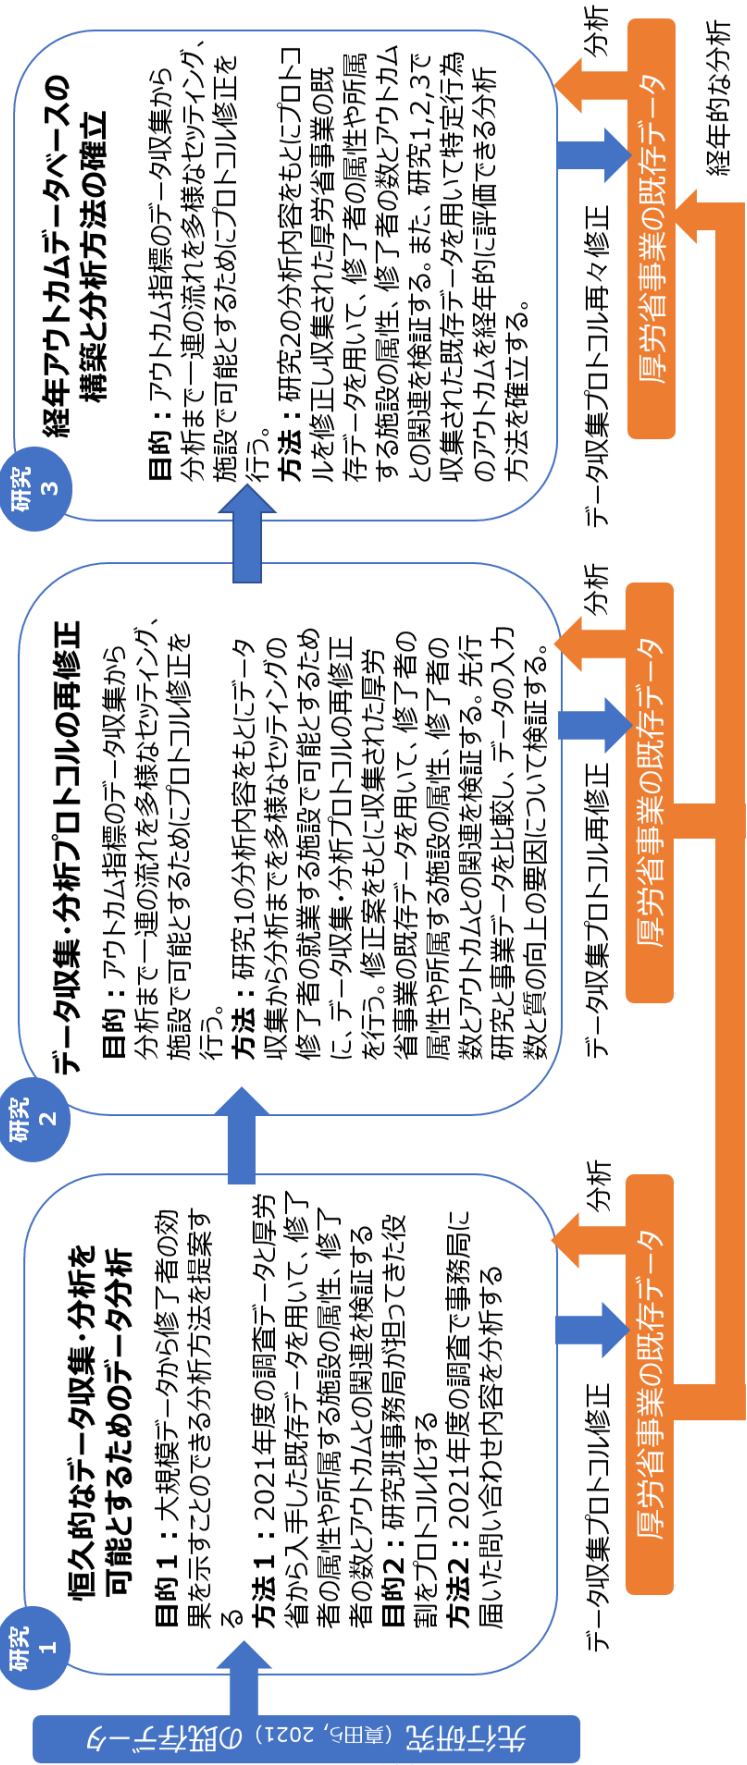 先行研究（真田ら, 2021）の既存データ
研究
1
恒久的なデータ収集・分析を
可能とするためのデータ分析
目的１：大規模データから修了者の効
果を示すことのできる分析方法を提案す
る
方法１：2021年度の調査データと厚労
省から入手した既存データを用いて、修了
者の属性や所属する施設の属性、修了
者の数とアウトカムとの関連を検証する
目的2：研究班事務局が担ってきた役
割をプロトコル化する
方法2：2021年度の調査で事務局に
届いた問い合わせ内容を分析する
データ収集プロトコル修正
分析
厚労省事業の既存データ
研究
2
データ収集・分析プロトコルの再修正
目的：アウトカム指標のデータ収集から
分析まで一連の流れを多様なセッティング、
施設で可能とするためにプロトコル修正を
行う。
方法：研究1の分析内容をもとにデータ
収集から分析までを多様なセッティングの
修了者の就業する施設で可能とするため
に、データ収集・分析プロトコルの再修正
を行う。修正案をもとに収集された厚労
省事業の既存データを用いて、修了者の
属性や所属する施設の属性、修了者の
数とアウトカムとの関連を検証する。先行
研究と事業データを比較し、データの入力
数と質の向上の要因について検証する。
データ収集プロトコル再修正
分析
厚労省事業の既存データ
研究
3
経年アウトカムデータベースの
構築と分析方法の確立
目的：アウトカム指標のデータ収集から
分析まで一連の流れを多様なセッティング、
施設で可能とするためにプロトコル修正を
行う。
方法：研究2の分析内容をもとにプロトコ
ルを修正し収集された厚労省事業の既
存データを用いて、修了者の属性や所属
する施設の属性、修了者の数とアウトカム
との関連を検証する。また、研究1,2,3で
収集された既存データを用いて特定行為
のアウトカムを経年的に評価できる分析
方法を確立する。
データ収集プロトコル再々修正
分析
厚労省事業の既存データ
経年的な分析